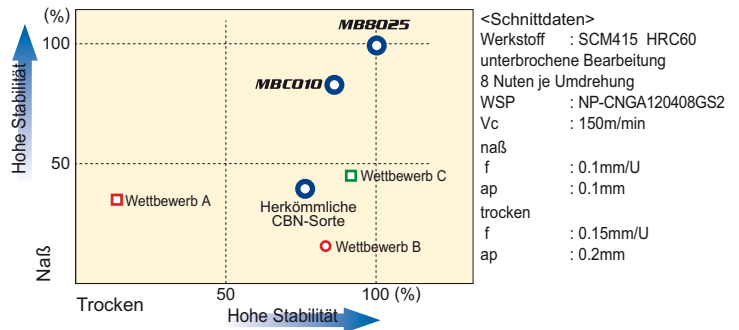 (%)
100
50
Hohe Stabilität
Naß
MB8025
MBC010
Wettbewerb A
Wettbewerb C
Herkömmliche
CBN-Sorte
Wettbewerb B
Trocken
50
100 (%)
Hohe Stabilität
<Schnittdaten>
Werkstoff : SCM415 HRC60
unterbrochene Bearbeitung
8 Nuten je Umdrehung
WSP : NP-CNGA120408GS2
Vc : 150m/min
naß
f : 0.1mm/U
ap : 0.1mm
trocken
f : 0.15mm/U
ap : 0.2mm